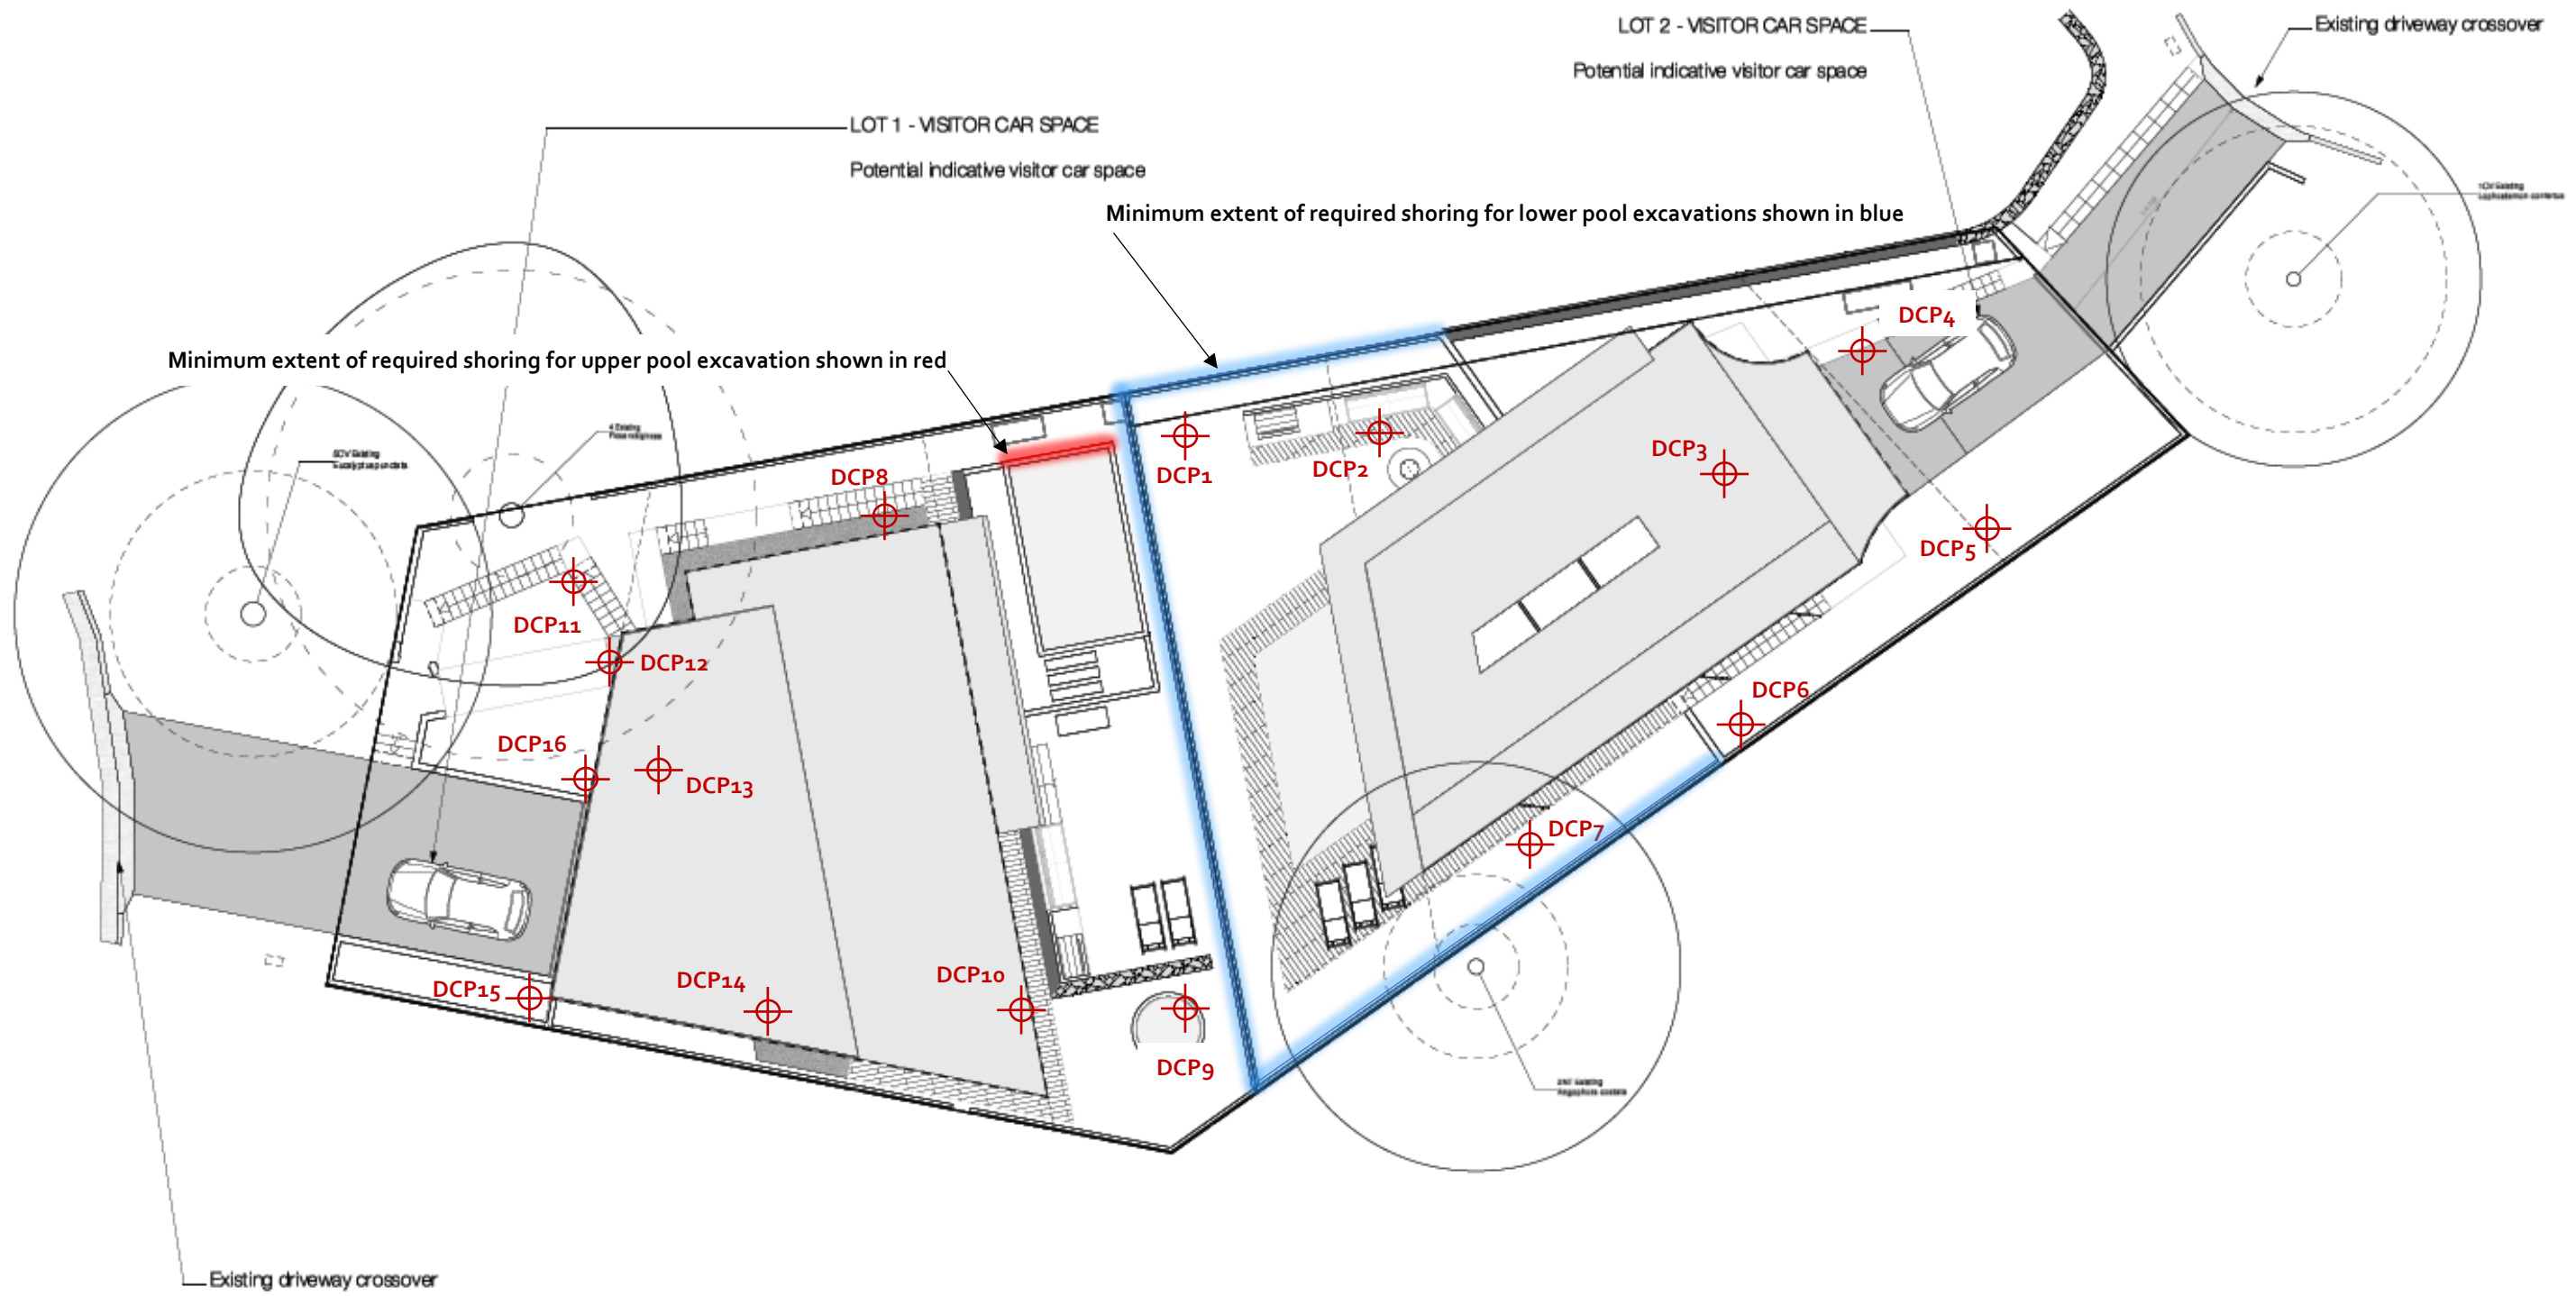 LOT 2 - VISITOR CAR SPACE
Potential indicative visitor car space
Existing driveway crossover
LOT 1 - VISITOR CAR SPACE
Potential indicative visitor car space
Minimum extent of required shoring for lower pool excavations shown in blue
Minimum extent of required shoring for upper pool excavation shown in red
DCP4
DCP3
DCP1
DCP2
DCP8
DCP5
DCP11
DCP12
DCP6
DCP16
DCP13
DCP7
DCP15
DCP14
DCP10
DCP9
Existing driveway crossover